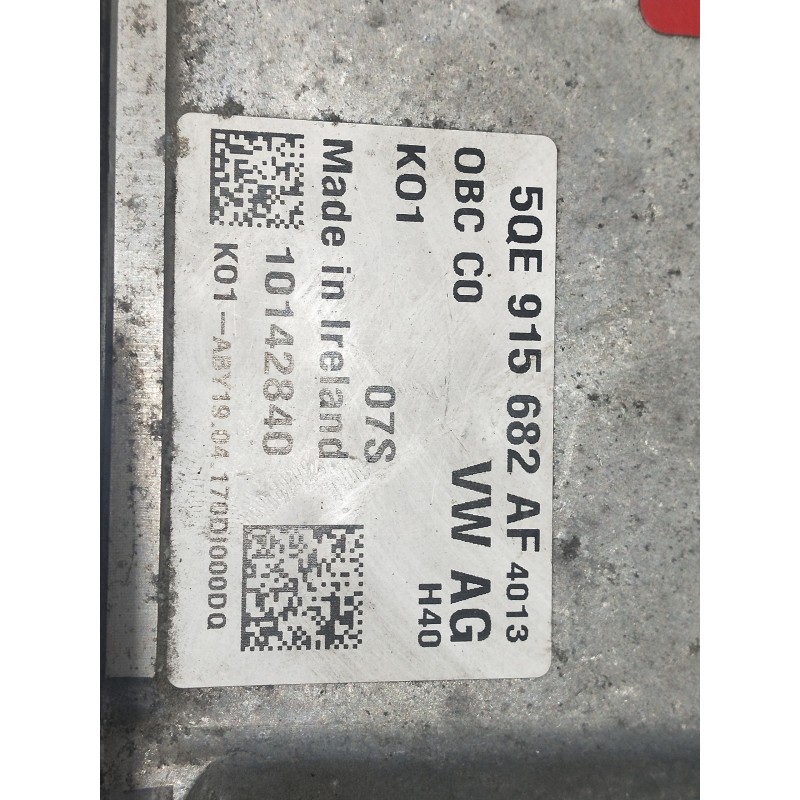 5QE 915 682 AF 4013
OBC C0 VW AG H40
K01
07S
Made in Ireland
10142840